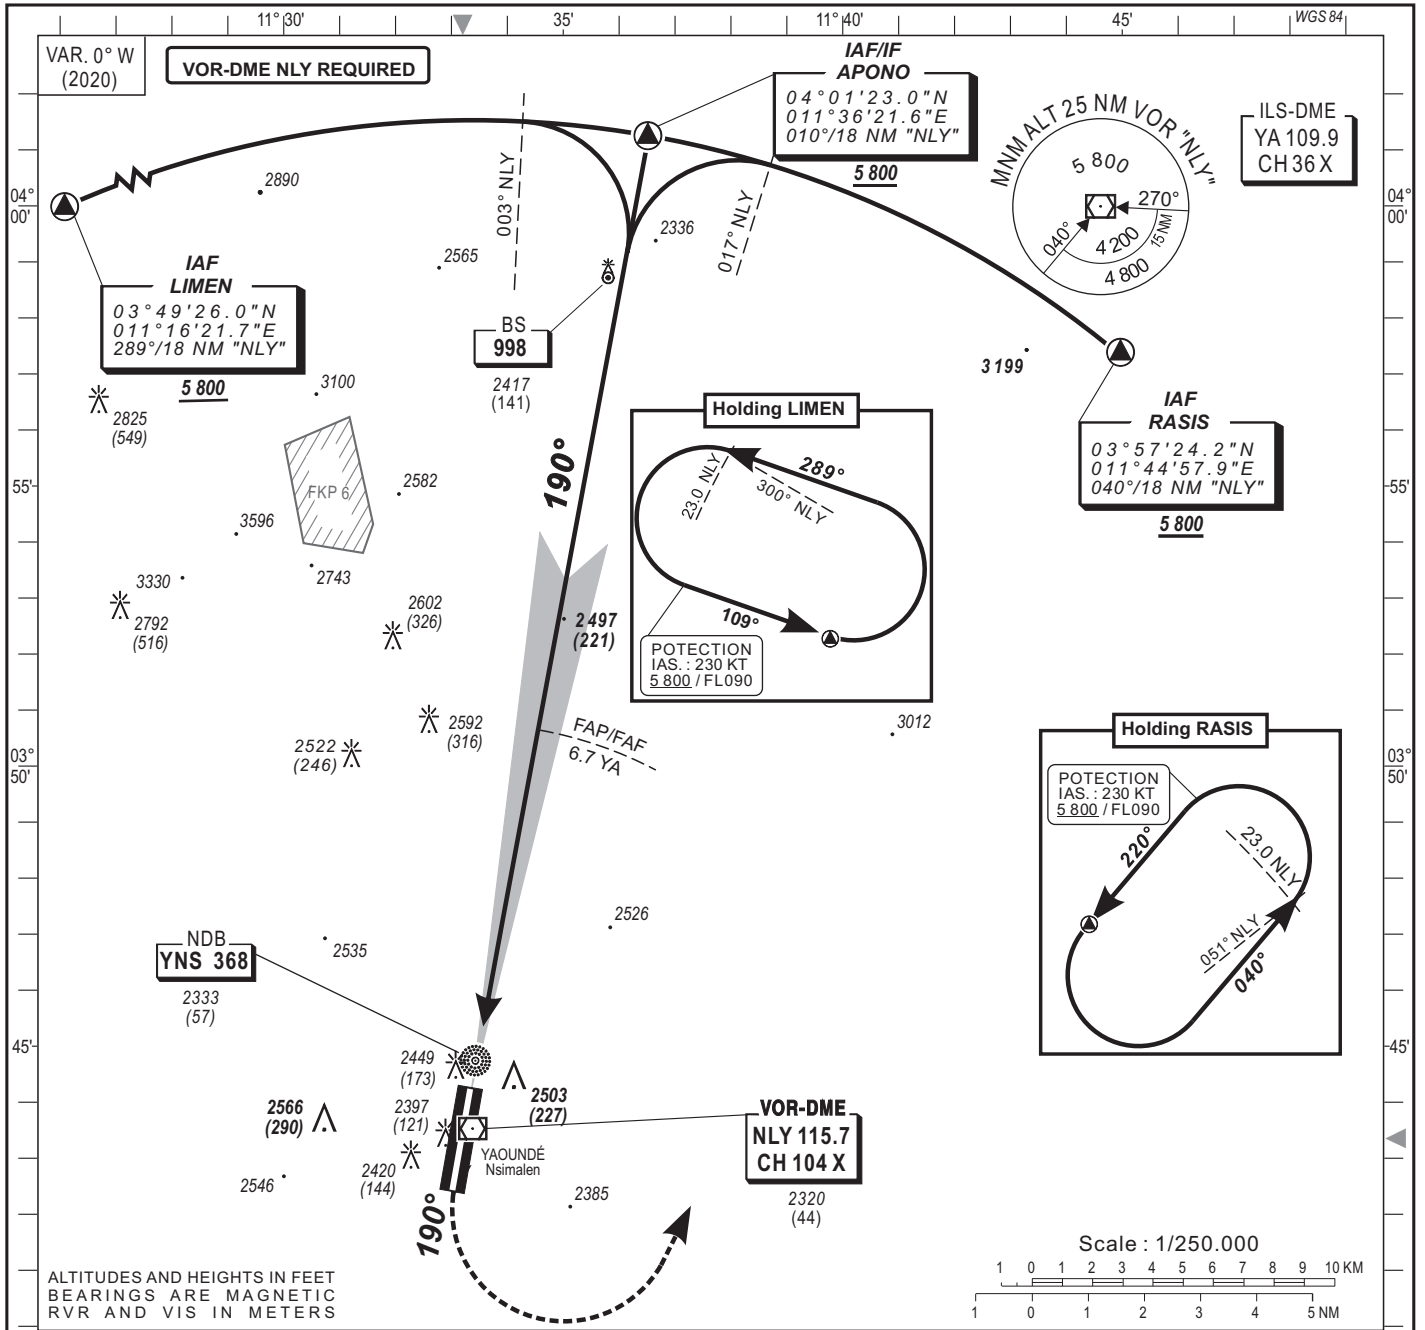 11°30'
35'
11°40'
45'
WGS 84
VAR. 0° W
(2020)
VOR-DME NLY REQUIRED
IAF/IF
APONO
04°01'23.0"N
011°36'21.6"E
010°/18 NM "NLY"
5 800
MNM ALT 25 NM VOR "NLY"
5 800
270°
040°
4 200
15 NM
4 800
ILS-DME
YA 109.9
CH 36 X
04°
00'
04°
00'
2890
003° NLY
2565
2336
017° NLY
IAF
LIMEN
03°49'26.0"N
011°16'21.7"E
289°/18 NM "NLY"
5 800
BS
998
2417
(141)
3 199
IAF
RASIS
03°57'24.2"N
011°44'57.9"E
040°/18 NM "NLY"
5 800
3100
2825
(549)
Holding LIMEN
289°
23.0 NLY
300° NLY
109°
POTECTION
IAS. : 230 KT
5 800 / FL090
190°
55'
55'
FKP 6
2582
3596
3330
2743
2792
(516)
2602
(326)
2 497
(221)
2592
(316)
2522
(246)
FAP/FAF
6.7 YA
3012
03°
50'
03°
50'
Holding RASIS
POTECTION
IAS. : 230 KT
5 800 / FL090
220°
23.0 NLY
051° NLY
040°
2526
2535
NDB
YNS 368
2333
(57)
45'
45'
2449
(173)
2503
(227)
2566
(290)
2397
(121)
VOR-DME
NLY 115.7
CH 104 X
2320
(44)
YAOUNDÉ
Nsimalen
2420
(144)
2546
2385
190°
ALTITUDES AND HEIGHTS IN FEET
BEARINGS ARE MAGNETIC
RVR AND VIS IN METERS
Scale : 1/250.000
1 0 1 2 3 4 5 6 7 8 9 10 KM
1 0 1 2 3 4 5 NM